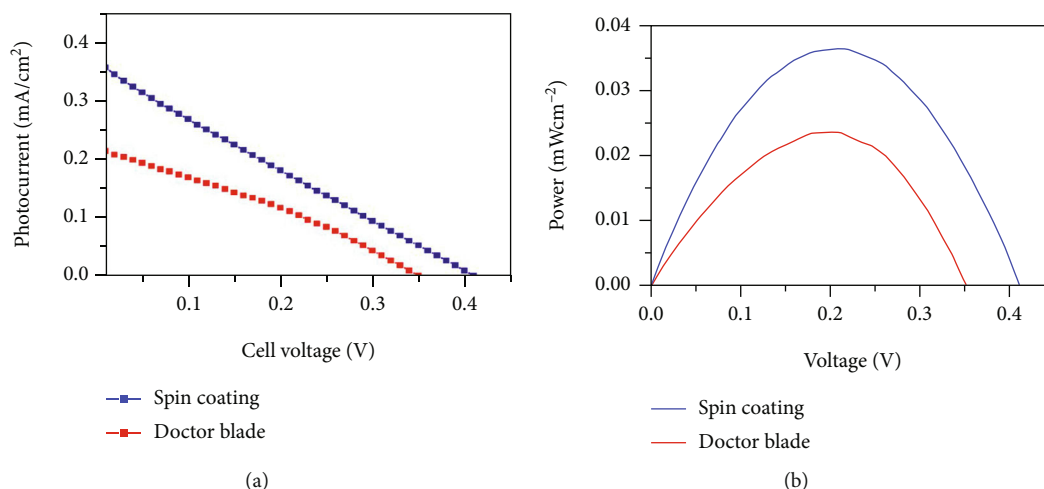 0.4
0.3
0.2
0.1
0.0
Photocurrent (mA/cm²)
0.1 0.2 0.3 0.4
Cell voltage (V)
Spin coating
Doctor blade
(a)
0.04
0.03
0.02
0.01
0.00
Power (mWcm⁻²)
0.0 0.1 0.2 0.3 0.4
Voltage (V)
Spin coating
Doctor blade
(b)